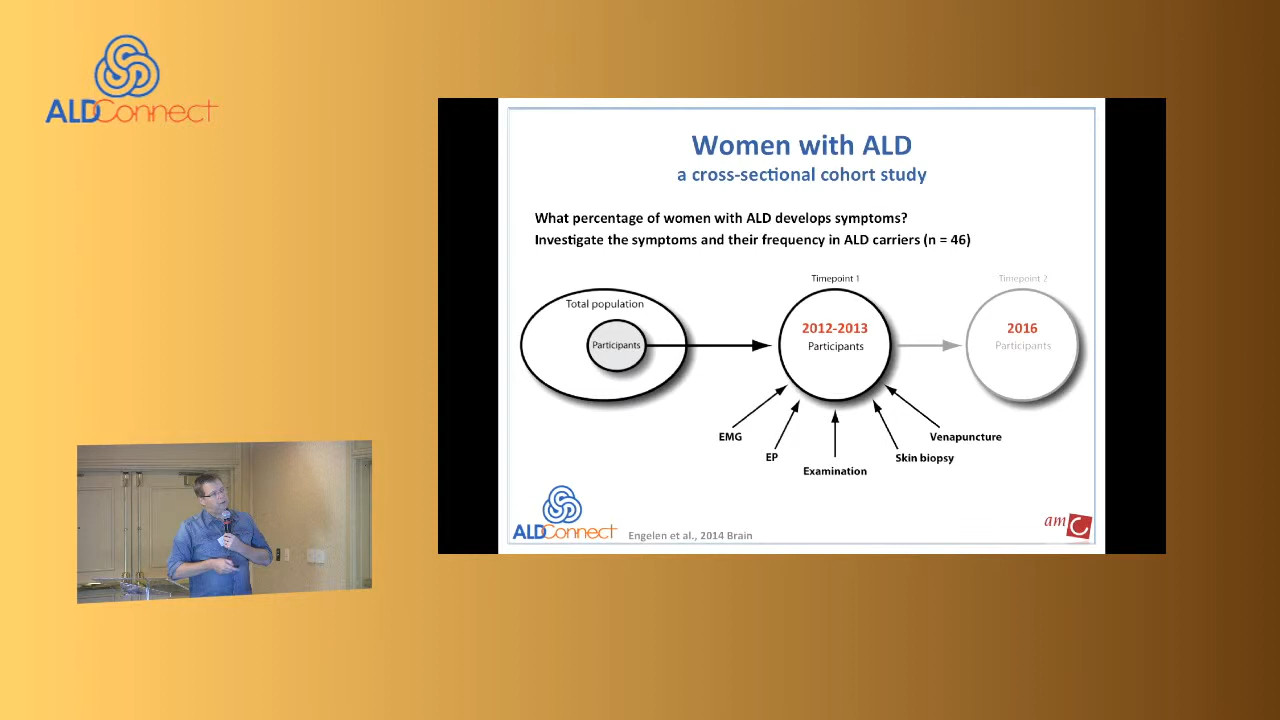 ALDConnect
Women with ALD
a cross-sectional cohort study
What percentage of women with ALD develops symptoms?
Investigate the symptoms and their frequency in ALD carriers (n = 46)
Total population
Participants
Timepoint 1
2012-2013
Participants
Timepoint 2
2016
Participants
EMG
EP
Examination
Skin biopsy
Venapuncture
ALDConnect
Engelen et al., 2014 Brain
amc